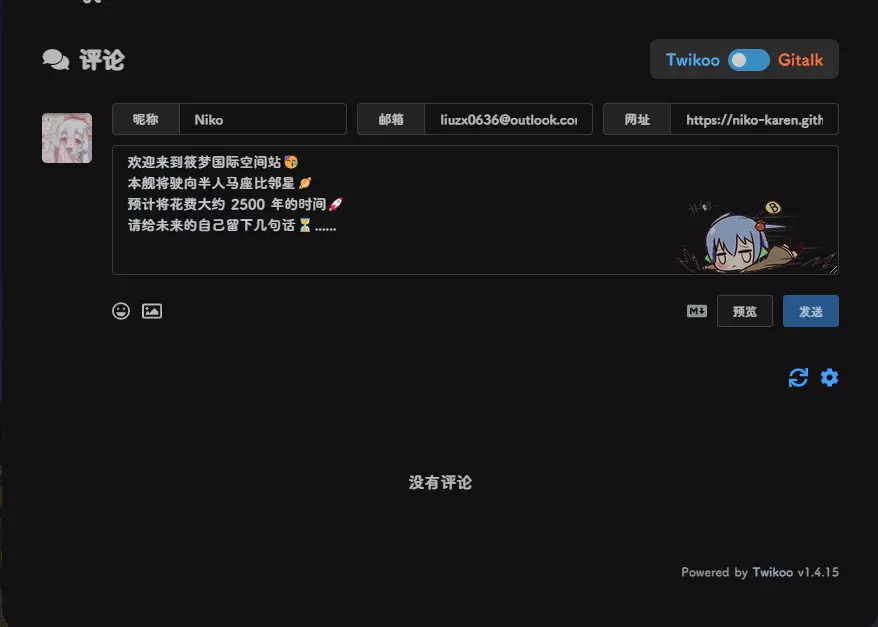 评论
Twikoo Gitalk
昵称 Niko 邮箱 liuzx0636@outlook.co 网址 https://niko-karen.gith
欢迎来到筱梦国际空间站🥳
本舰将驶向半人马座比邻星🪐
预计将花费大约 2500 年的时间🚀
请给未来的自己留下几句话⏳......
M↓ 预览 发送
没有评论
Powered by Twikoo v1.4.15